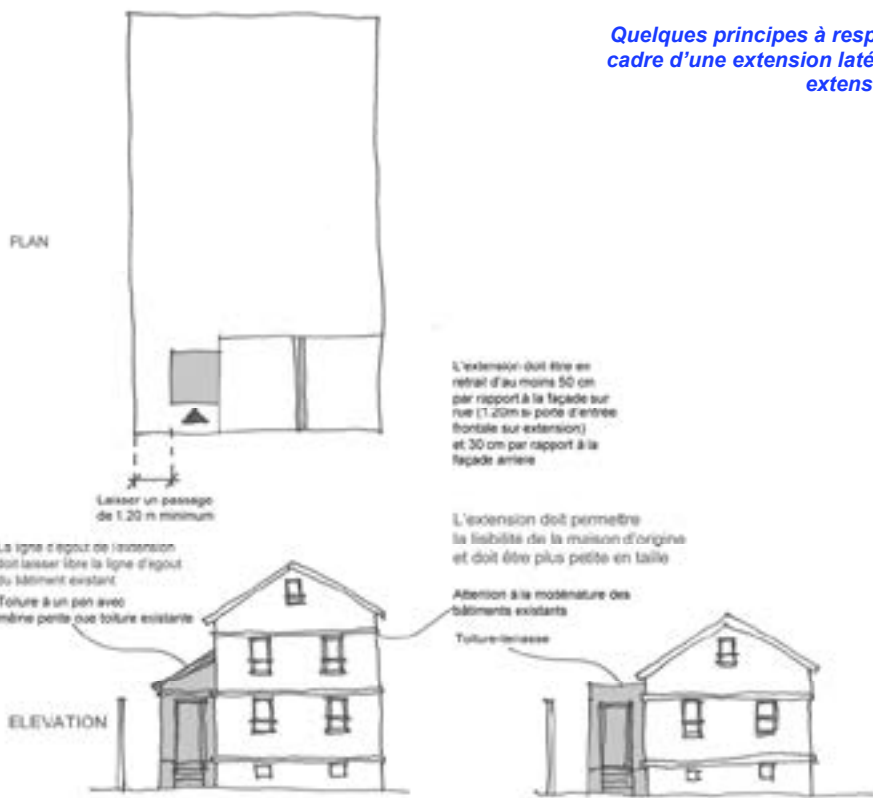 Quelques principes à resp
cadre d'une extension laté
extens
PLAN
L'extension doit être en
retrait d'au moins 50 cm
par rapport à la façade sur
rue (1.20m si porte d'entrée
frontale sur extension)
et 30 cm par rapport à la
façade arrière
Laisser un passage
de 1.20 m minimum
L'extension doit permettre
la lisibilité de la maison d'origine
et doit être plus petite en taille
La ligne d'égout de l'extension
doit laisser libre la ligne d'égout
du bâtiment existant
Toiture à un pan avec
même pente que toiture existante
Attention à la modénature des
bâtiments existants
Toiture-terrasse
ELEVATION